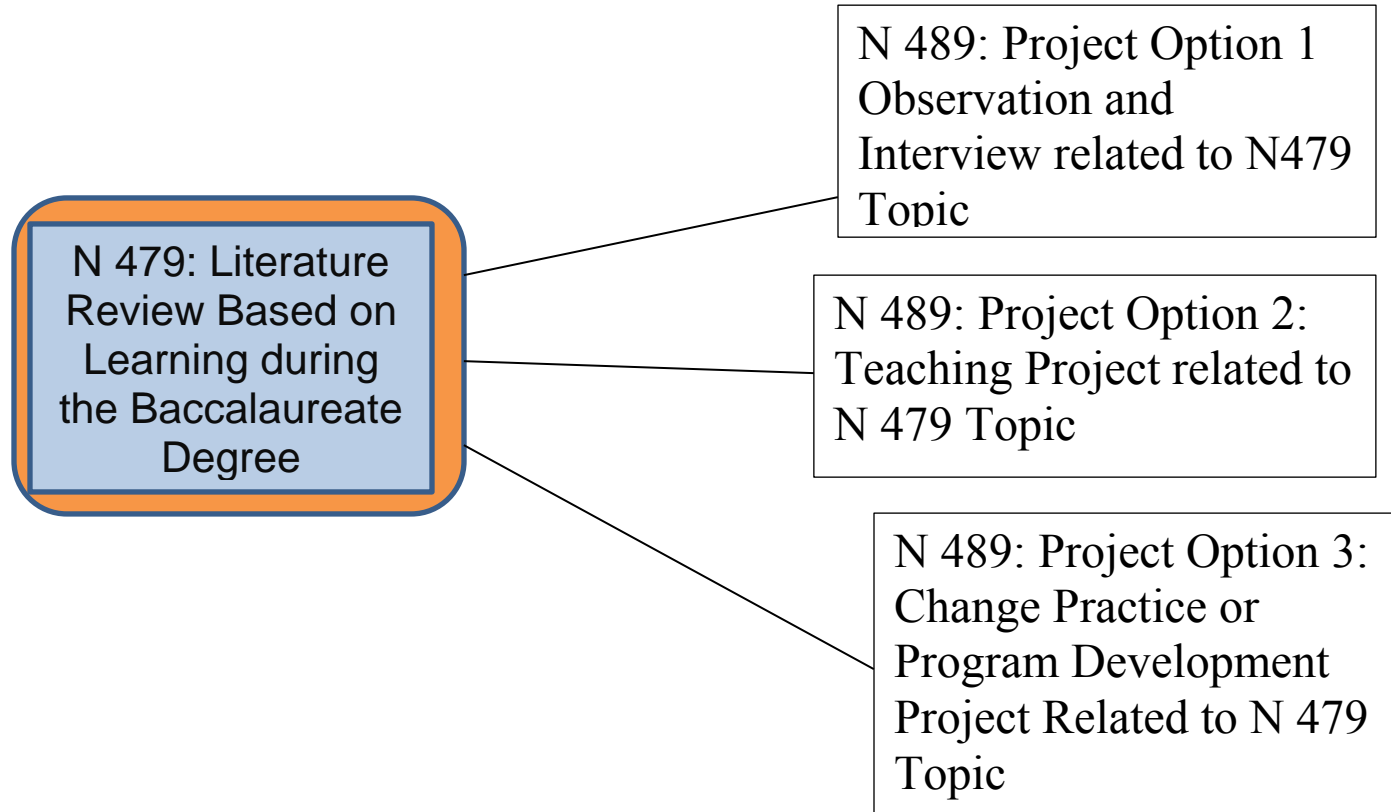 N 479: Literature
Review Based on
Learning during
the Baccalaureate
Degree
N 489: Project Option 1
Observation and
Interview related to N479
Topic
N 489: Project Option 2:
Teaching Project related to
N 479 Topic
N 489: Project Option 3:
Change Practice or
Program Development
Project Related to N 479
Topic